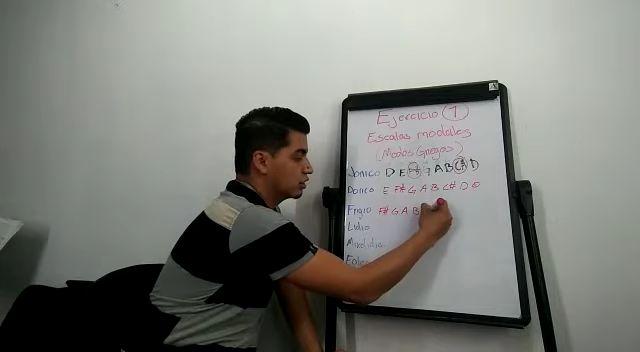 Ejercicio 1
Escalas modales
(Modos Griegos)
Jonico D E F# G A B C# D
Dorico E F# G A B C# D
Frigio F# G A B
Lidio
Mixolidio
Eolico